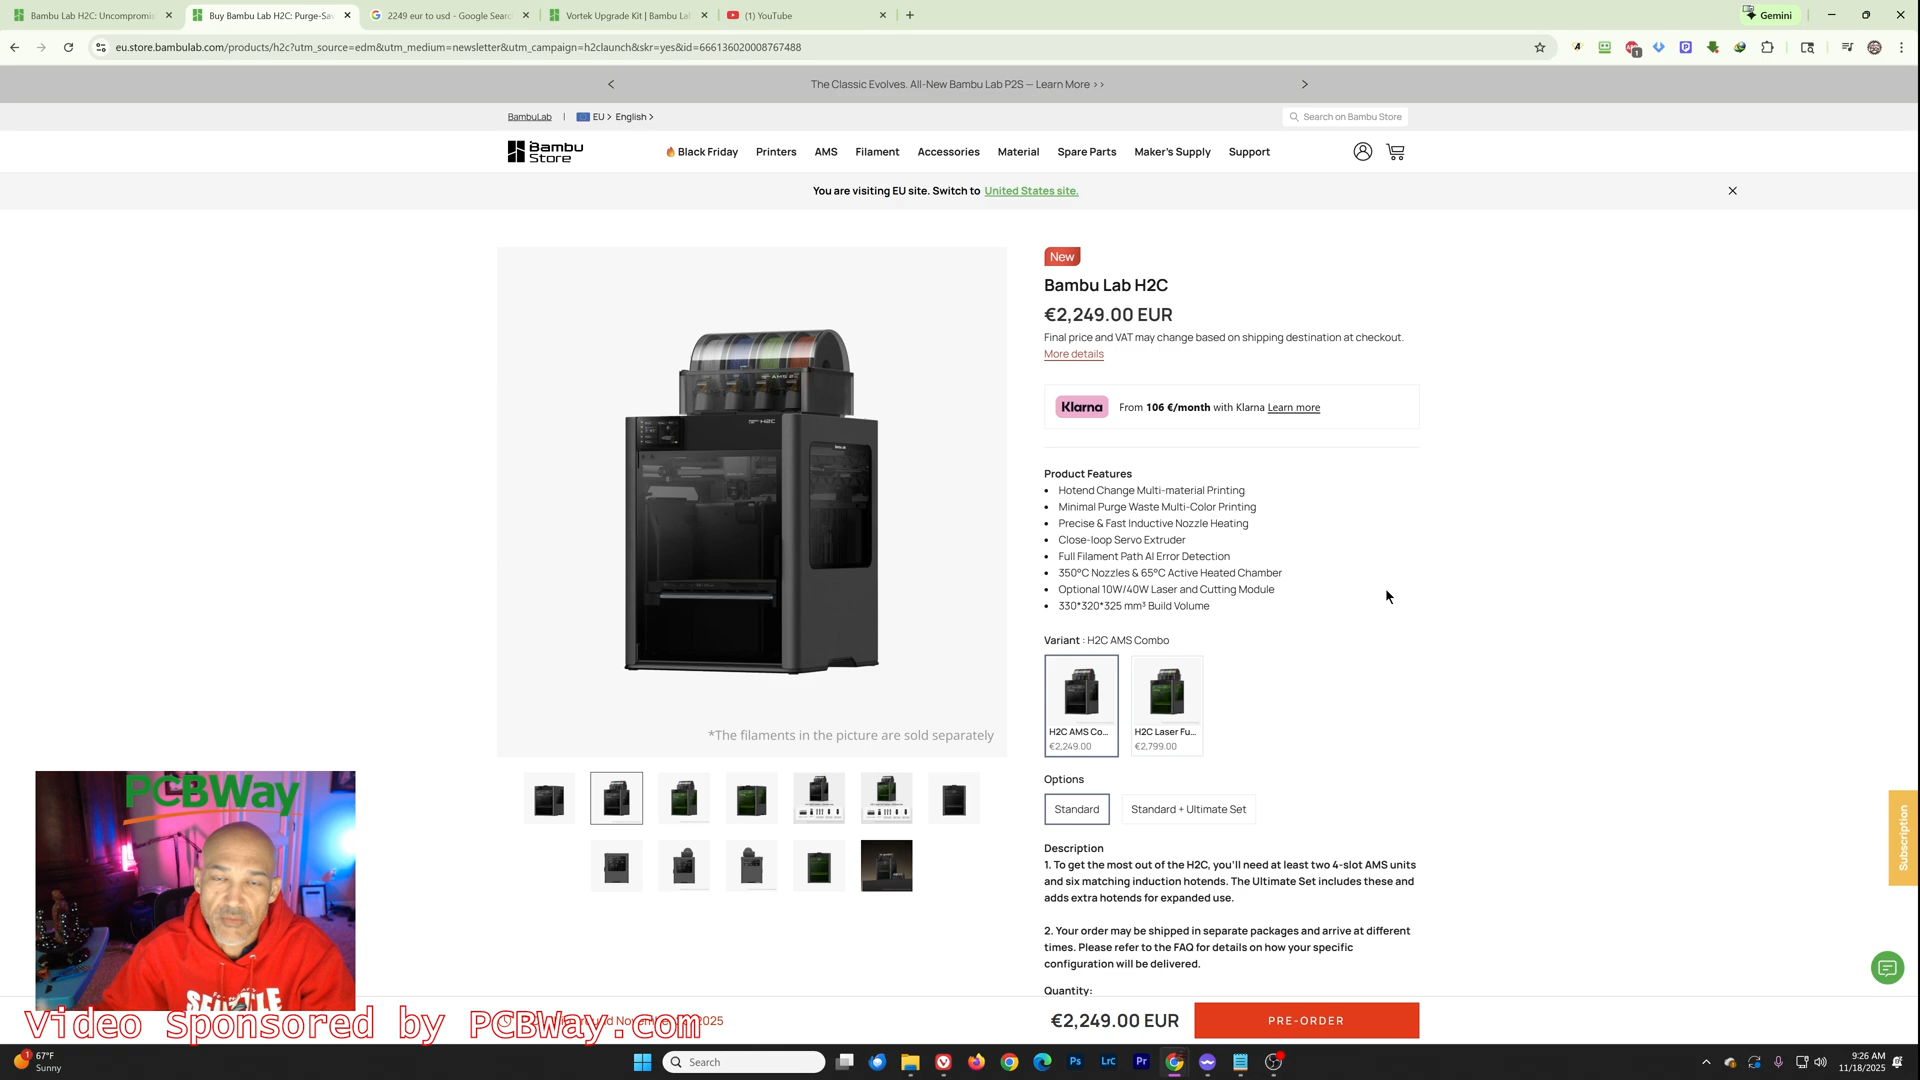 Bambu Lab H2C: Uncompromis
Buy Bambu Lab H2C: Purge-Sav
2249 eur to usd - Google Searc
Vortek Upgrade Kit | Bambu La
(1) YouTube
Gemini
eu.store.bambulab.com/products/h2c?utm_source=edm&utm_medium=newsletter&utm_campaign=h2claunch&skr=yes&id=666136020008767488
The Classic Evolves. All-New Bambu Lab P2S — Learn More >>
BambuLab | EU > English >
Search on Bambu Store
Bambu Store
Black Friday Printers AMS Filament Accessories Material Spare Parts Maker's Supply Support
You are visiting EU site. Switch to United States site.
New
Bambu Lab H2C
€2,249.00 EUR
Final price and VAT may change based on shipping destination at checkout.
More details
Klarna From 106 €/month with Klarna Learn more
Product Features
• Hotend Change Multi-material Printing
• Minimal Purge Waste Multi-Color Printing
• Precise & Fast Inductive Nozzle Heating
• Close-loop Servo Extruder
• Full Filament Path AI Error Detection
• 350°C Nozzles & 65°C Active Heated Chamber
• Optional 10W/40W Laser and Cutting Module
• 330*320*325 mm³ Build Volume
H2C
*The filaments in the picture are sold separately
Variant : H2C AMS Combo
H2C AMS Co...
€2,249.00
H2C Laser Fu...
€2,799.00
Options
Standard
Standard + Ultimate Set
Description
1. To get the most out of the H2C, you'll need at least two 4-slot AMS units
and six matching induction hotends. The Ultimate Set includes these and
adds extra hotends for expanded use.
2. Your order may be shipped in separate packages and arrive at different
times. Please refer to the FAQ for details on how your specific
configuration will be delivered.
Quantity:
€2,249.00 EUR
PRE-ORDER
Subscription
PCBWay
SEATTLE
Video sponsored by PCBWay.com
2025
1
67°F
Sunny
Search
Ps
LrC
Pr
9:26 AM
11/18/2025